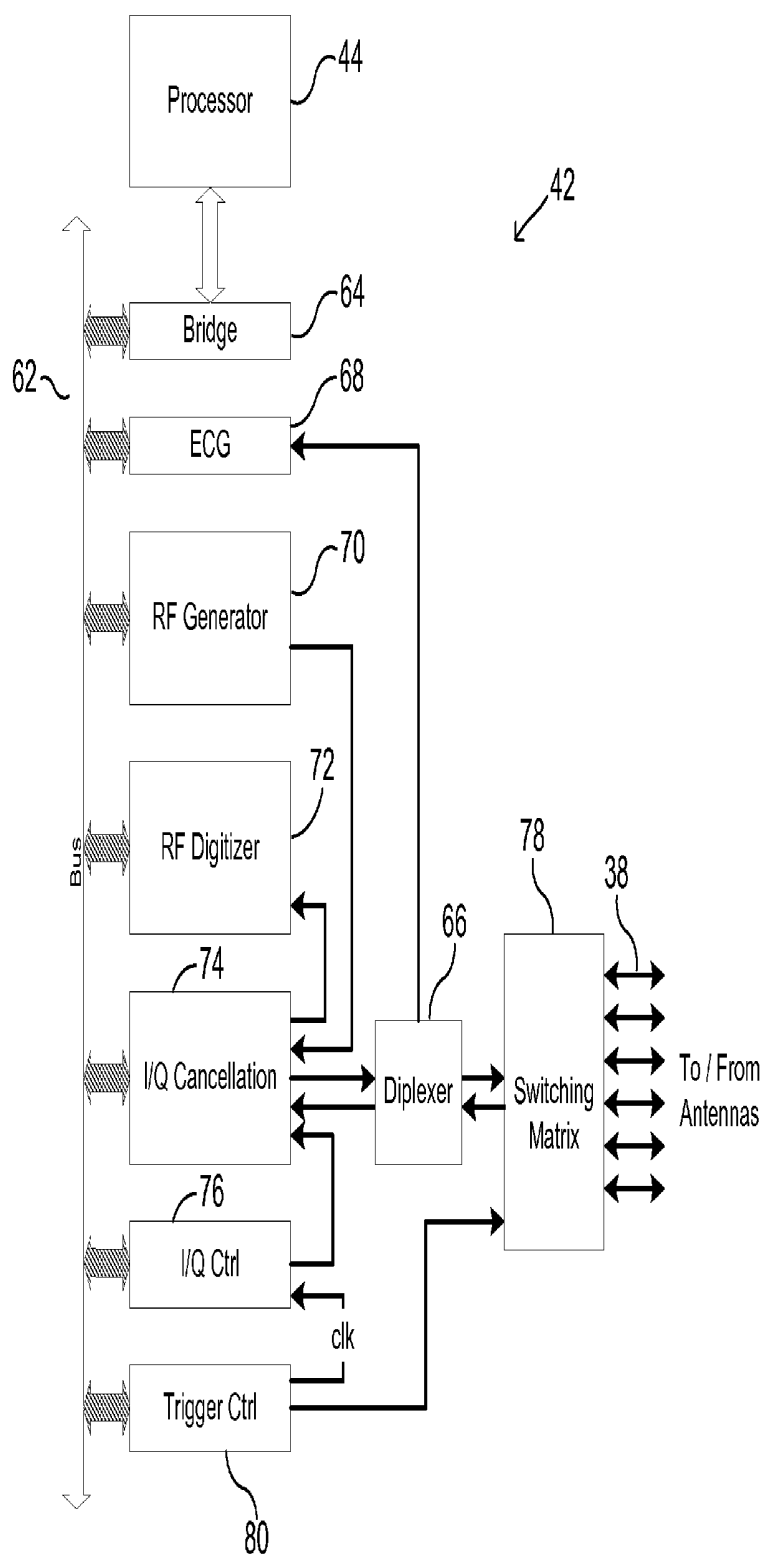 Processor
44
42
Bridge
64
62
ECG
68
RF Generator
70
RF Digitizer
72
Bus
78
38
66
74
I/Q Cancellation
Diplexer
Switching
Matrix
To / From
Antennas
76
I/Q Ctrl
clk
Trigger Ctrl
80